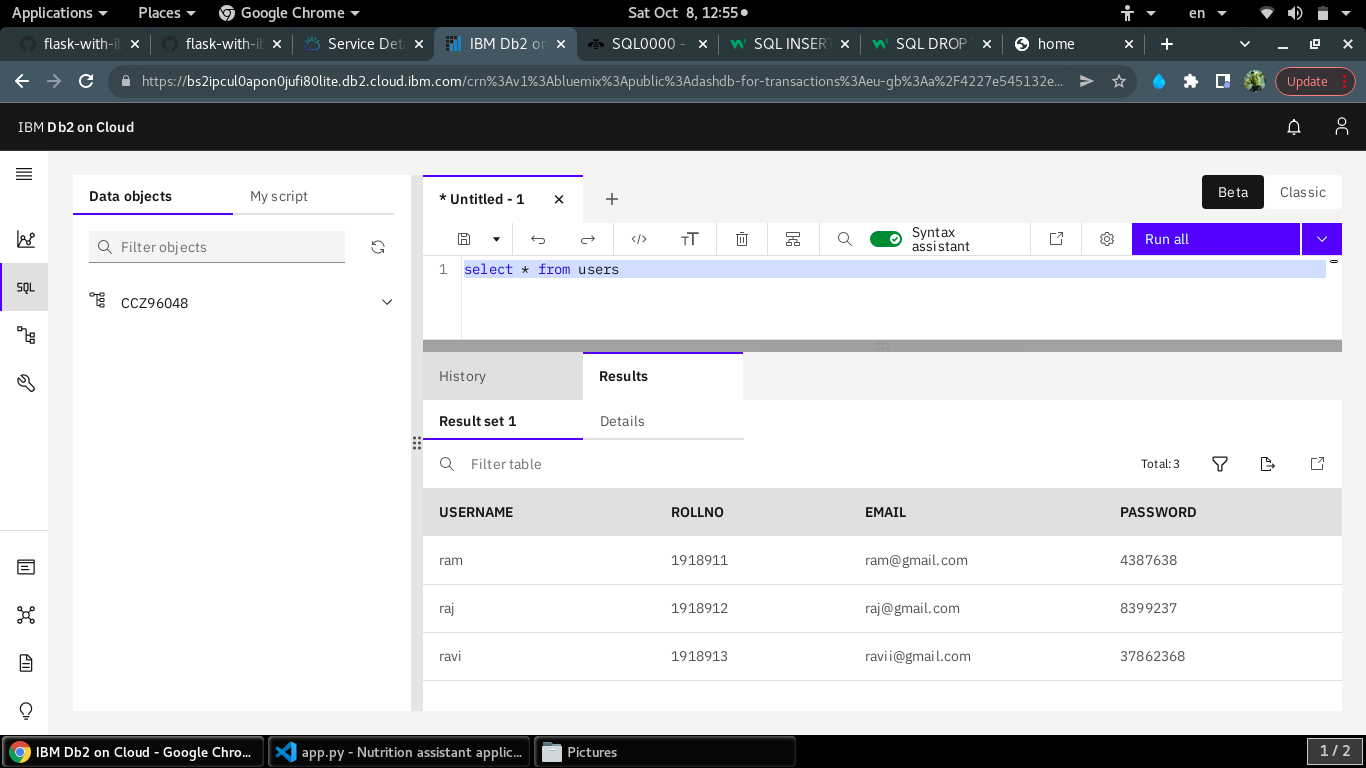 Applications Places Google Chrome Sat Oct 8, 12:55 en
flask-with-ib flask-with-ib Service Deta IBM Db2 on SQL0000 - SQL INSERT SQL DROP T home
https://bs2ipcul0apon0jufi80lite.db2.cloud.ibm.com/crn%3Av1%3Abluemix%3Apublic%3Adashdb-for-transactions%3Aeu-gb%3Aa%2F4227e545132e... Update
IBM Db2 on Cloud
Data objects My script * Untitled - 1 Beta Classic
Filter objects Syntax assistant Run all
SQL CCZ96048
1 select * from users
History Results
Result set 1 Details
Filter table Total: 3
USERNAME ROLLNO EMAIL PASSWORD
ram 1918911 ram@gmail.com 4387638
raj 1918912 raj@gmail.com 8399237
ravi 1918913 ravii@gmail.com 37862368
IBM Db2 on Cloud - Google Chro... app.py - Nutrition assistant applic... Pictures 1 / 2